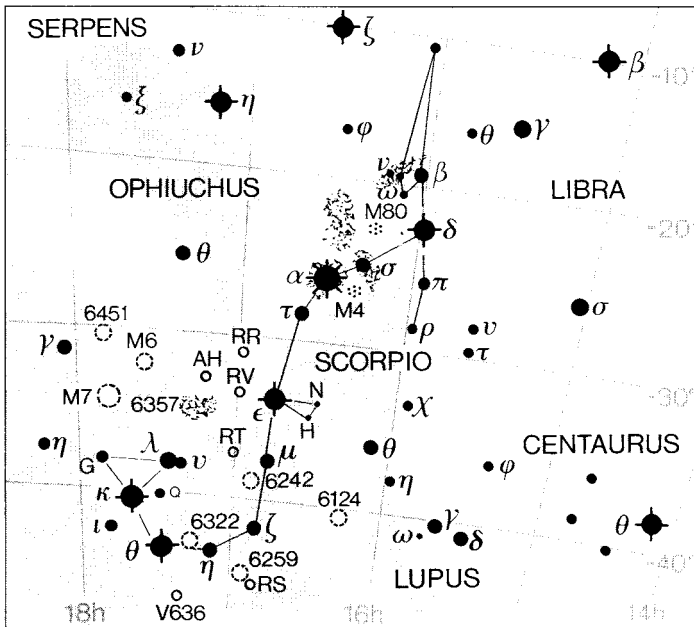 SERPENS
ν
ζ
β
-10°
ξ
η
φ
θ
γ
OPHIUCHUS
ν
β
LIBRA
ω
M80
δ
-20°
θ
α
σ
π
M4
σ
6451
τ
ρ
υ
γ
M6
RR
SCORPIO
τ
AH
RV
-30°
M7
6357
ε
N
χ
H
η
G
λ
υ
RT
μ
θ
CENTAURUS
φ
κ
Q
6242
6124
η
ι
6322
ζ
γ
θ
θ
η
6259
ω
δ
-40°
RS
LUPUS
V636
18h
16h
14h